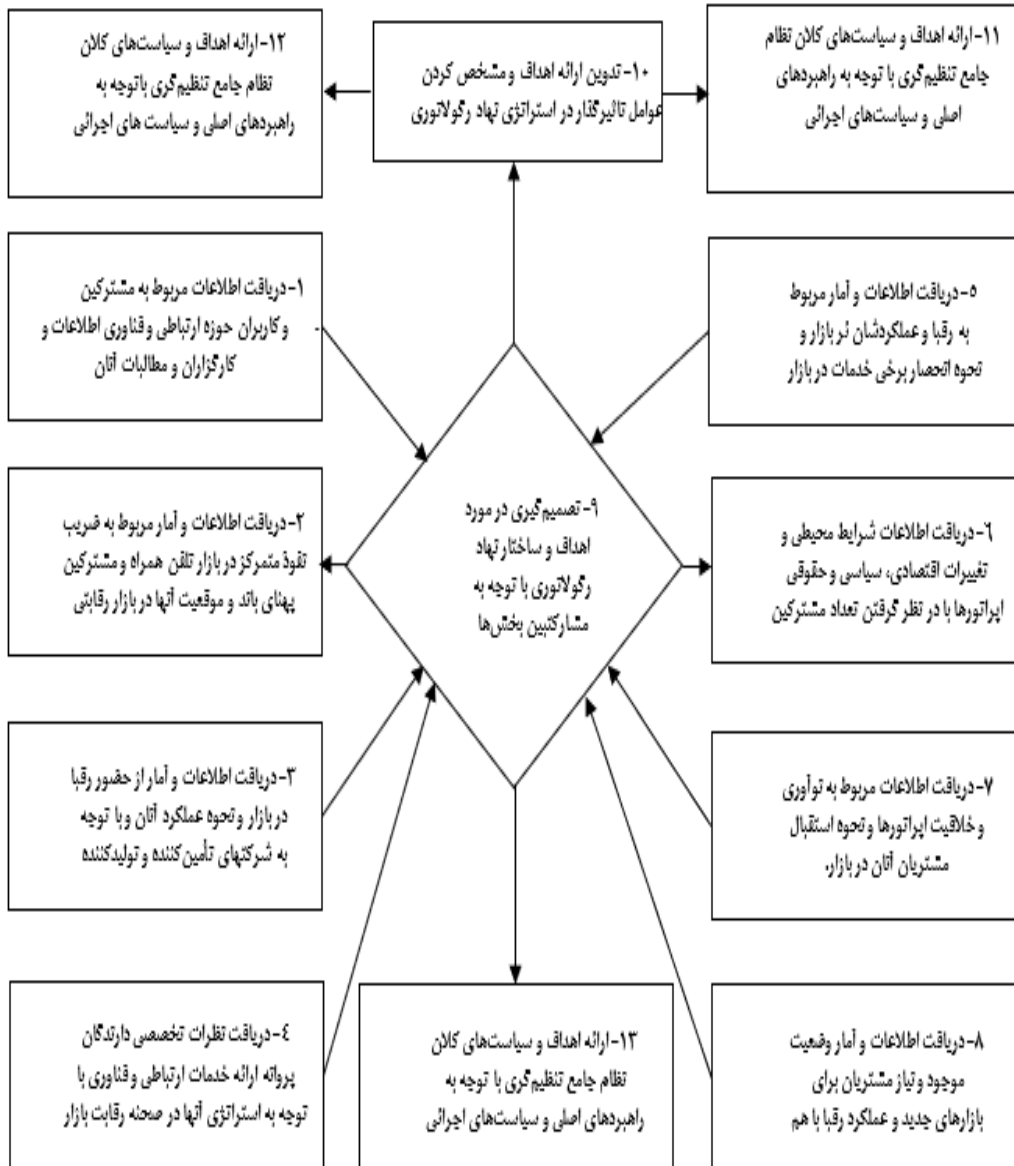 ۱۲-ارائه اهداف و سیاست‌های کلان
نظام جامع تنظیم‌گری باتوجه به
راهبردهای اصلی و سیاست های اجرائی
۱۰- تدوین ارائه اهداف و مشخص کردن
عوامل تاثیرگذار در استراتژی نهاد رگولاتوری
۱۱-ارائه اهداف و سیاست‌های کلان نظام
جامع تنظیم‌گری با توجه به راهبردهای
اصلی و سیاست‌های اجرائی
۱-دریافت اطلاعات مربوط به مشترکین
و کاربران حوزه ارتباطی و فناوری اطلاعات و
کارگزاران و مطالبات آنان
۵-دریافت اطلاعات و آمار مربوط
به رقبا و عملکردشان در بازار و
نحوه انحصار برخی خدمات در بازار
۲-دریافت اطلاعات و آمار مربوط به ضریب
نفوذ متمرکز در بازار تلفن همراه و مشترکین
پهنای باند و موقعیت آنها در بازار رقابتی
۹- تصمیم‌گیری در مورد
اهداف و ساختار نهاد
رگولاتوری با توجه به
مشارکتبین بخش‌ها
۶-دریافت اطلاعات شرایط محیطی و
تغییرات اقتصادی، سیاسی و حقوقی
اپراتورها با در نظر گرفتن تعداد مشترکین
۳-دریافت اطلاعات و آمار از حضور رقبا
در بازار و نحوه عملکرد آنان و با توجه
به شرکتهای تأمین‌کننده و تولیدکننده
۷-دریافت اطلاعات مربوط به نوآوری
و خلاقیت اپراتورها و نحوه استقبال
مشتریان آنان در بازار.
۴-دریافت نظرات تخصصی دارندگان
پروانه ارائه خدمات ارتباطی و فناوری با
توجه به استراتژی آنها در صحنه رقابت بازار
۱۳-ارائه اهداف و سیاست‌های کلان
نظام جامع تنظیم‌گری با توجه به
راهبردهای اصلی و سیاست‌های اجرائی
۸-دریافت اطلاعات و آمار وضعیت
موجود و نیاز مشتریان برای
بازارهای جدید و عملکرد رقبا با هم